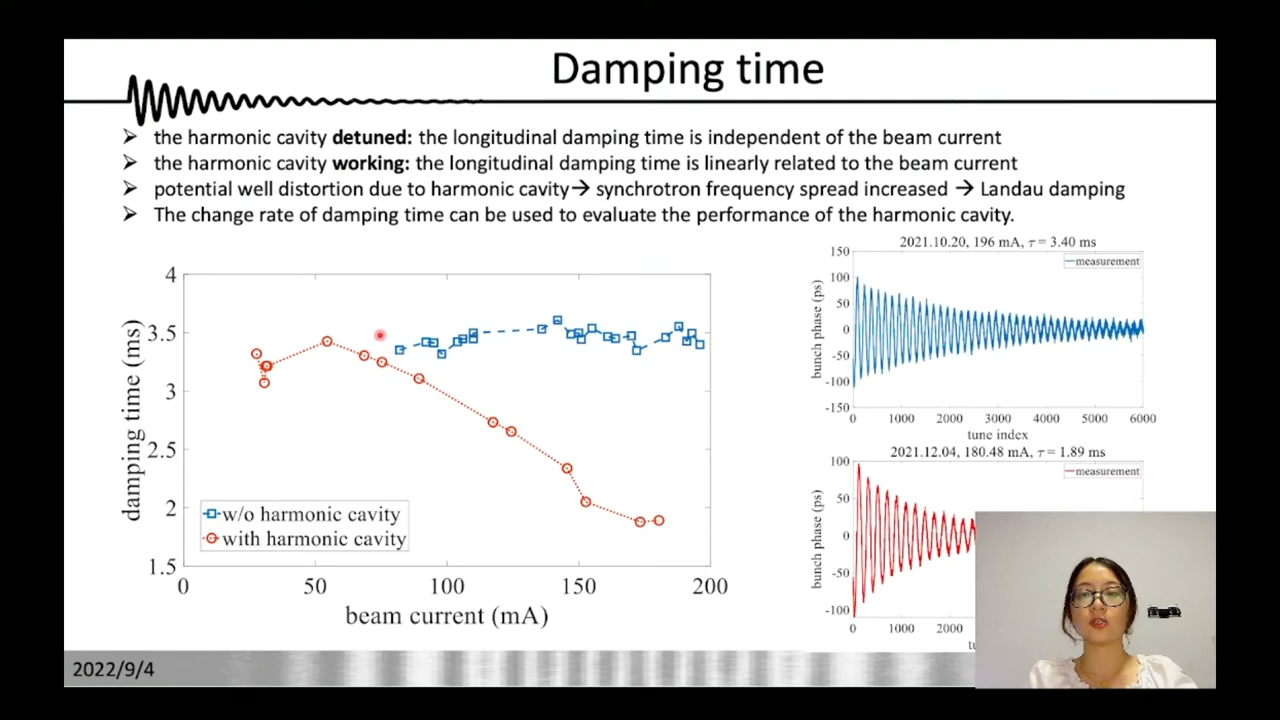 Damping time
the harmonic cavity detuned: the longitudinal damping time is independent of the beam current
the harmonic cavity working: the longitudinal damping time is linearly related to the beam current
potential well distortion due to harmonic cavity→ synchrotron frequency spread increased → Landau damping
The change rate of damping time can be used to evaluate the performance of the harmonic cavity.
4
3.5
3
2.5
2
1.5
damping time (ms)
w/o harmonic cavity
with harmonic cavity
0 50 100 150 200
beam current (mA)
2021.10.20, 196 mA, τ = 3.40 ms
measurement
150
100
50
0
-50
-100
-150
bunch phase (ps)
0 1000 2000 3000 4000 5000 6000
tune index
2021.12.04, 180.48 mA, τ = 1.89 ms
measurement
100
50
0
-50
-100
bunch phase (ps)
0 1000 2000
2022/9/4